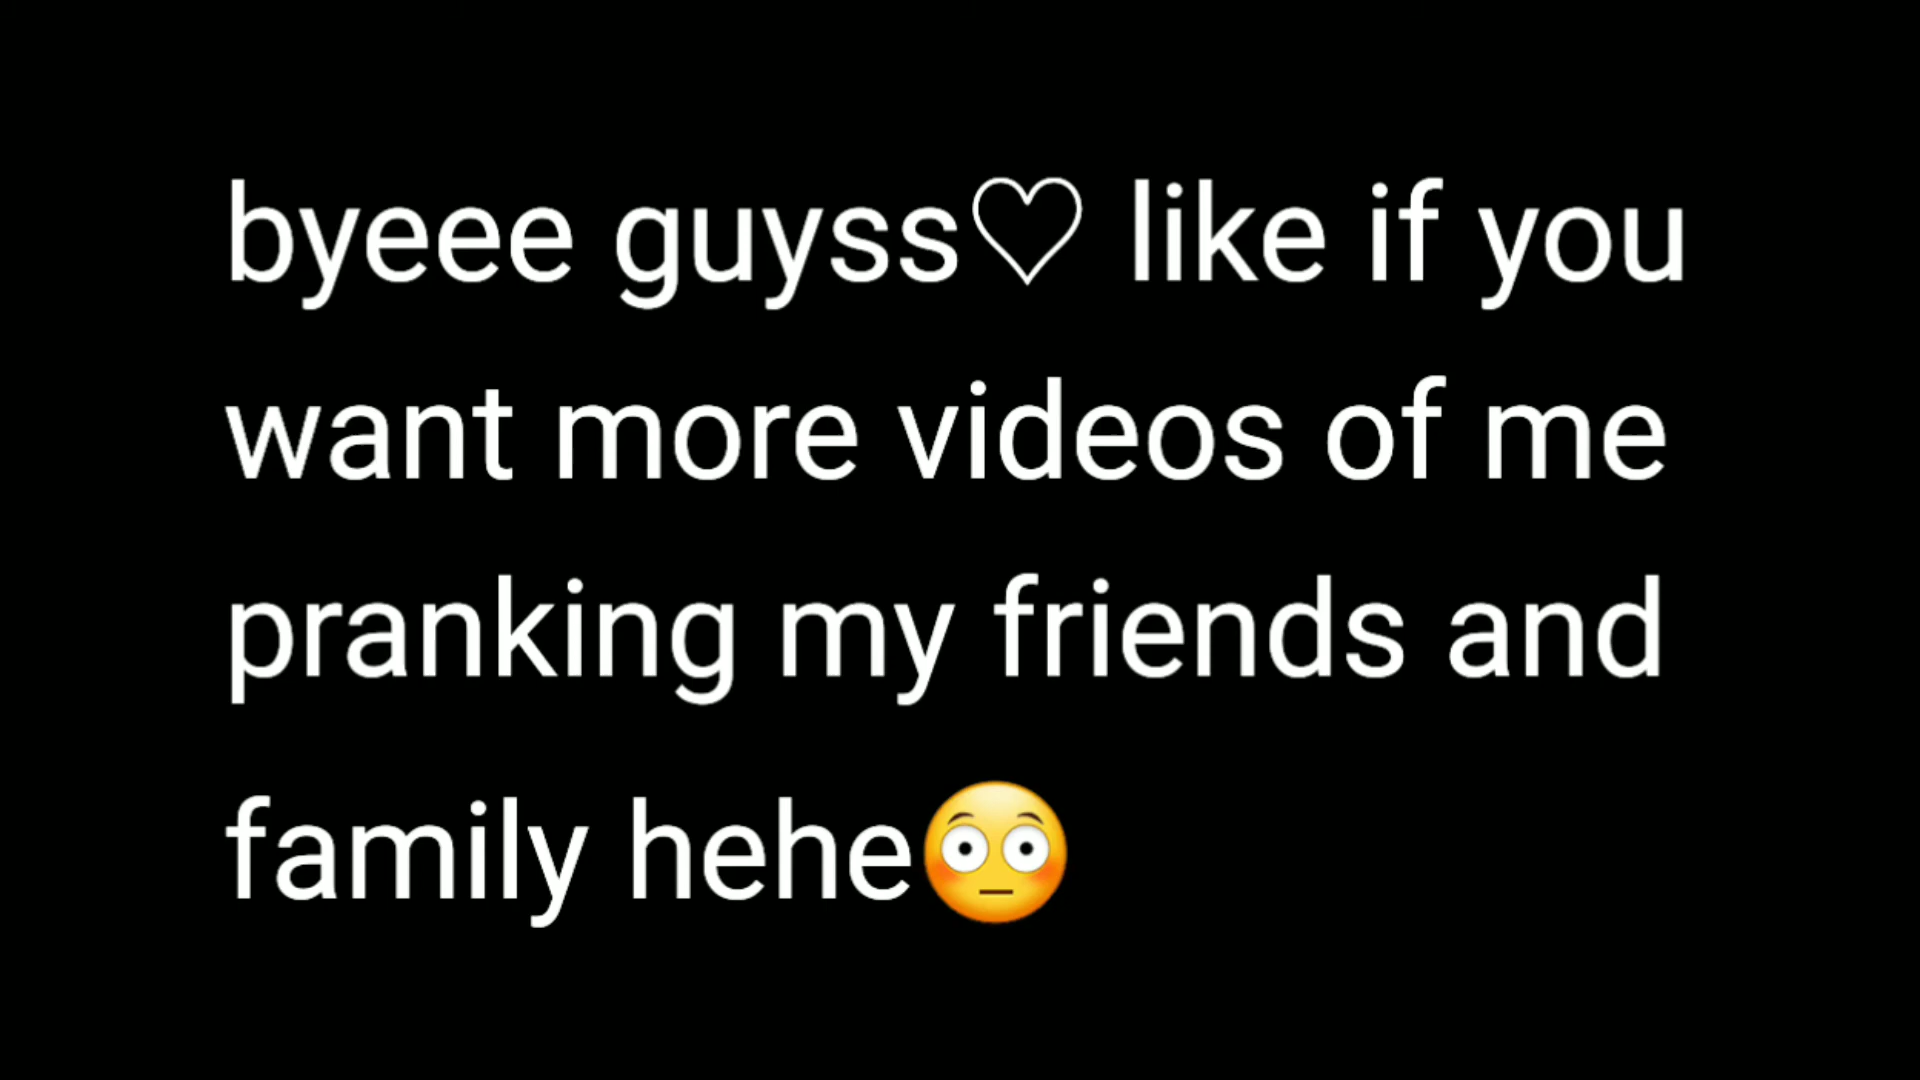 byeee guyss♡ like if you
want more videos of me
pranking my friends and
family hehe😳